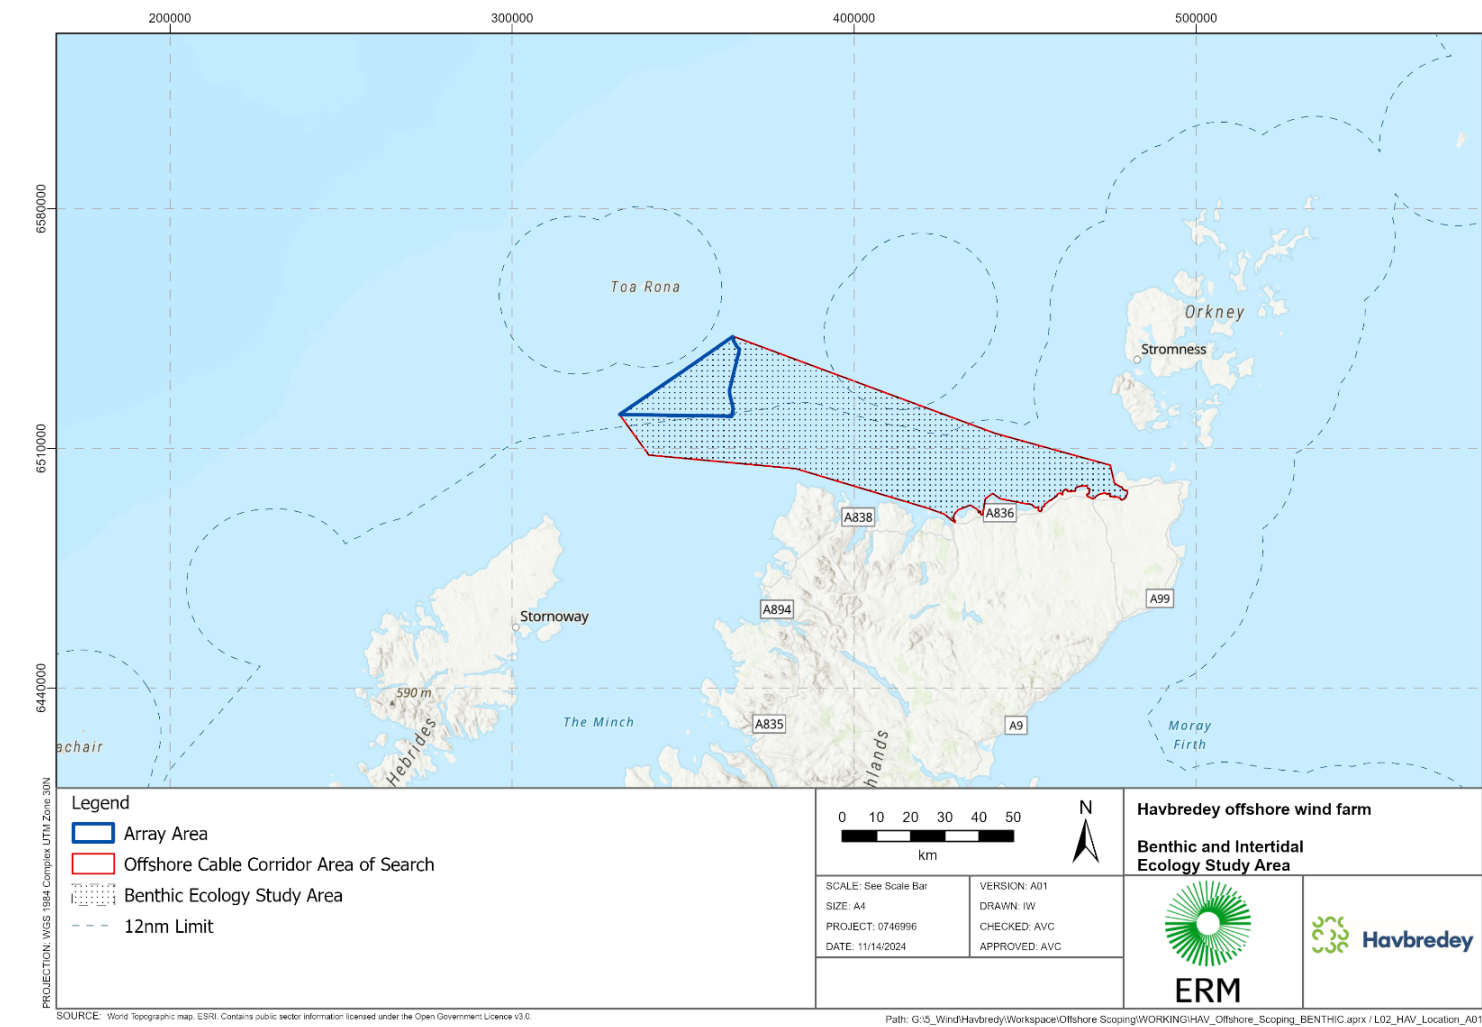 200000
300000
400000
500000
6580000
6510000
6440000
Toa Rona
Orkney
Stromness
A838
A836
A894
A99
Stornoway
590 m
The Minch
A835
A9
Moray
Firth
achair
Hebrides
hlands
PROJECTION: WGS 1984 Complex UTM Zone 30N
Legend
Array Area
Offshore Cable Corridor Area of Search
Benthic Ecology Study Area
12nm Limit
0 10 20 30 40 50
km
N
SCALE: See Scale Bar
SIZE: A4
PROJECT: 0746996
DATE: 11/14/2024
VERSION: A01
DRAWN: IW
CHECKED: AVC
APPROVED: AVC
Havbredey offshore wind farm
Benthic and Intertidal
Ecology Study Area
ERM
Havbredey
SOURCE: World Topographic map, ESRI. Contains public sector information licensed under the Open Government Licence v3.0.
Path: G:\5_Wind\Havbredy\Workspace\Offshore Scoping\WORKING\HAV_Offshore_Scoping_BENTHIC.aprx / L02_HAV_Location_A01